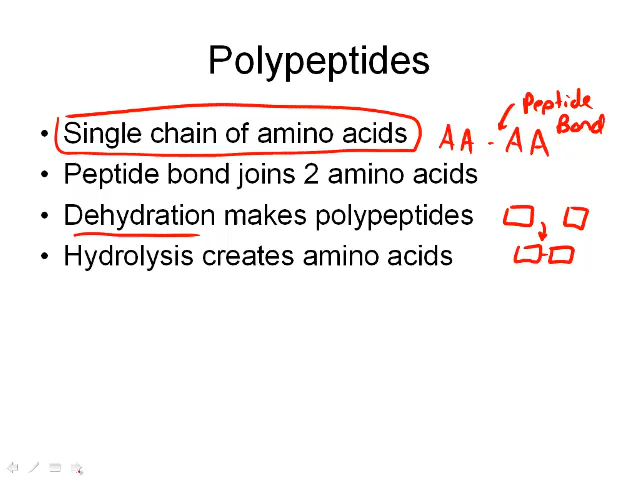 Polypeptides
• Single chain of amino acids
AA - AA
Peptide
Bond
• Peptide bond joins 2 amino acids
• Dehydration makes polypeptides
• Hydrolysis creates amino acids